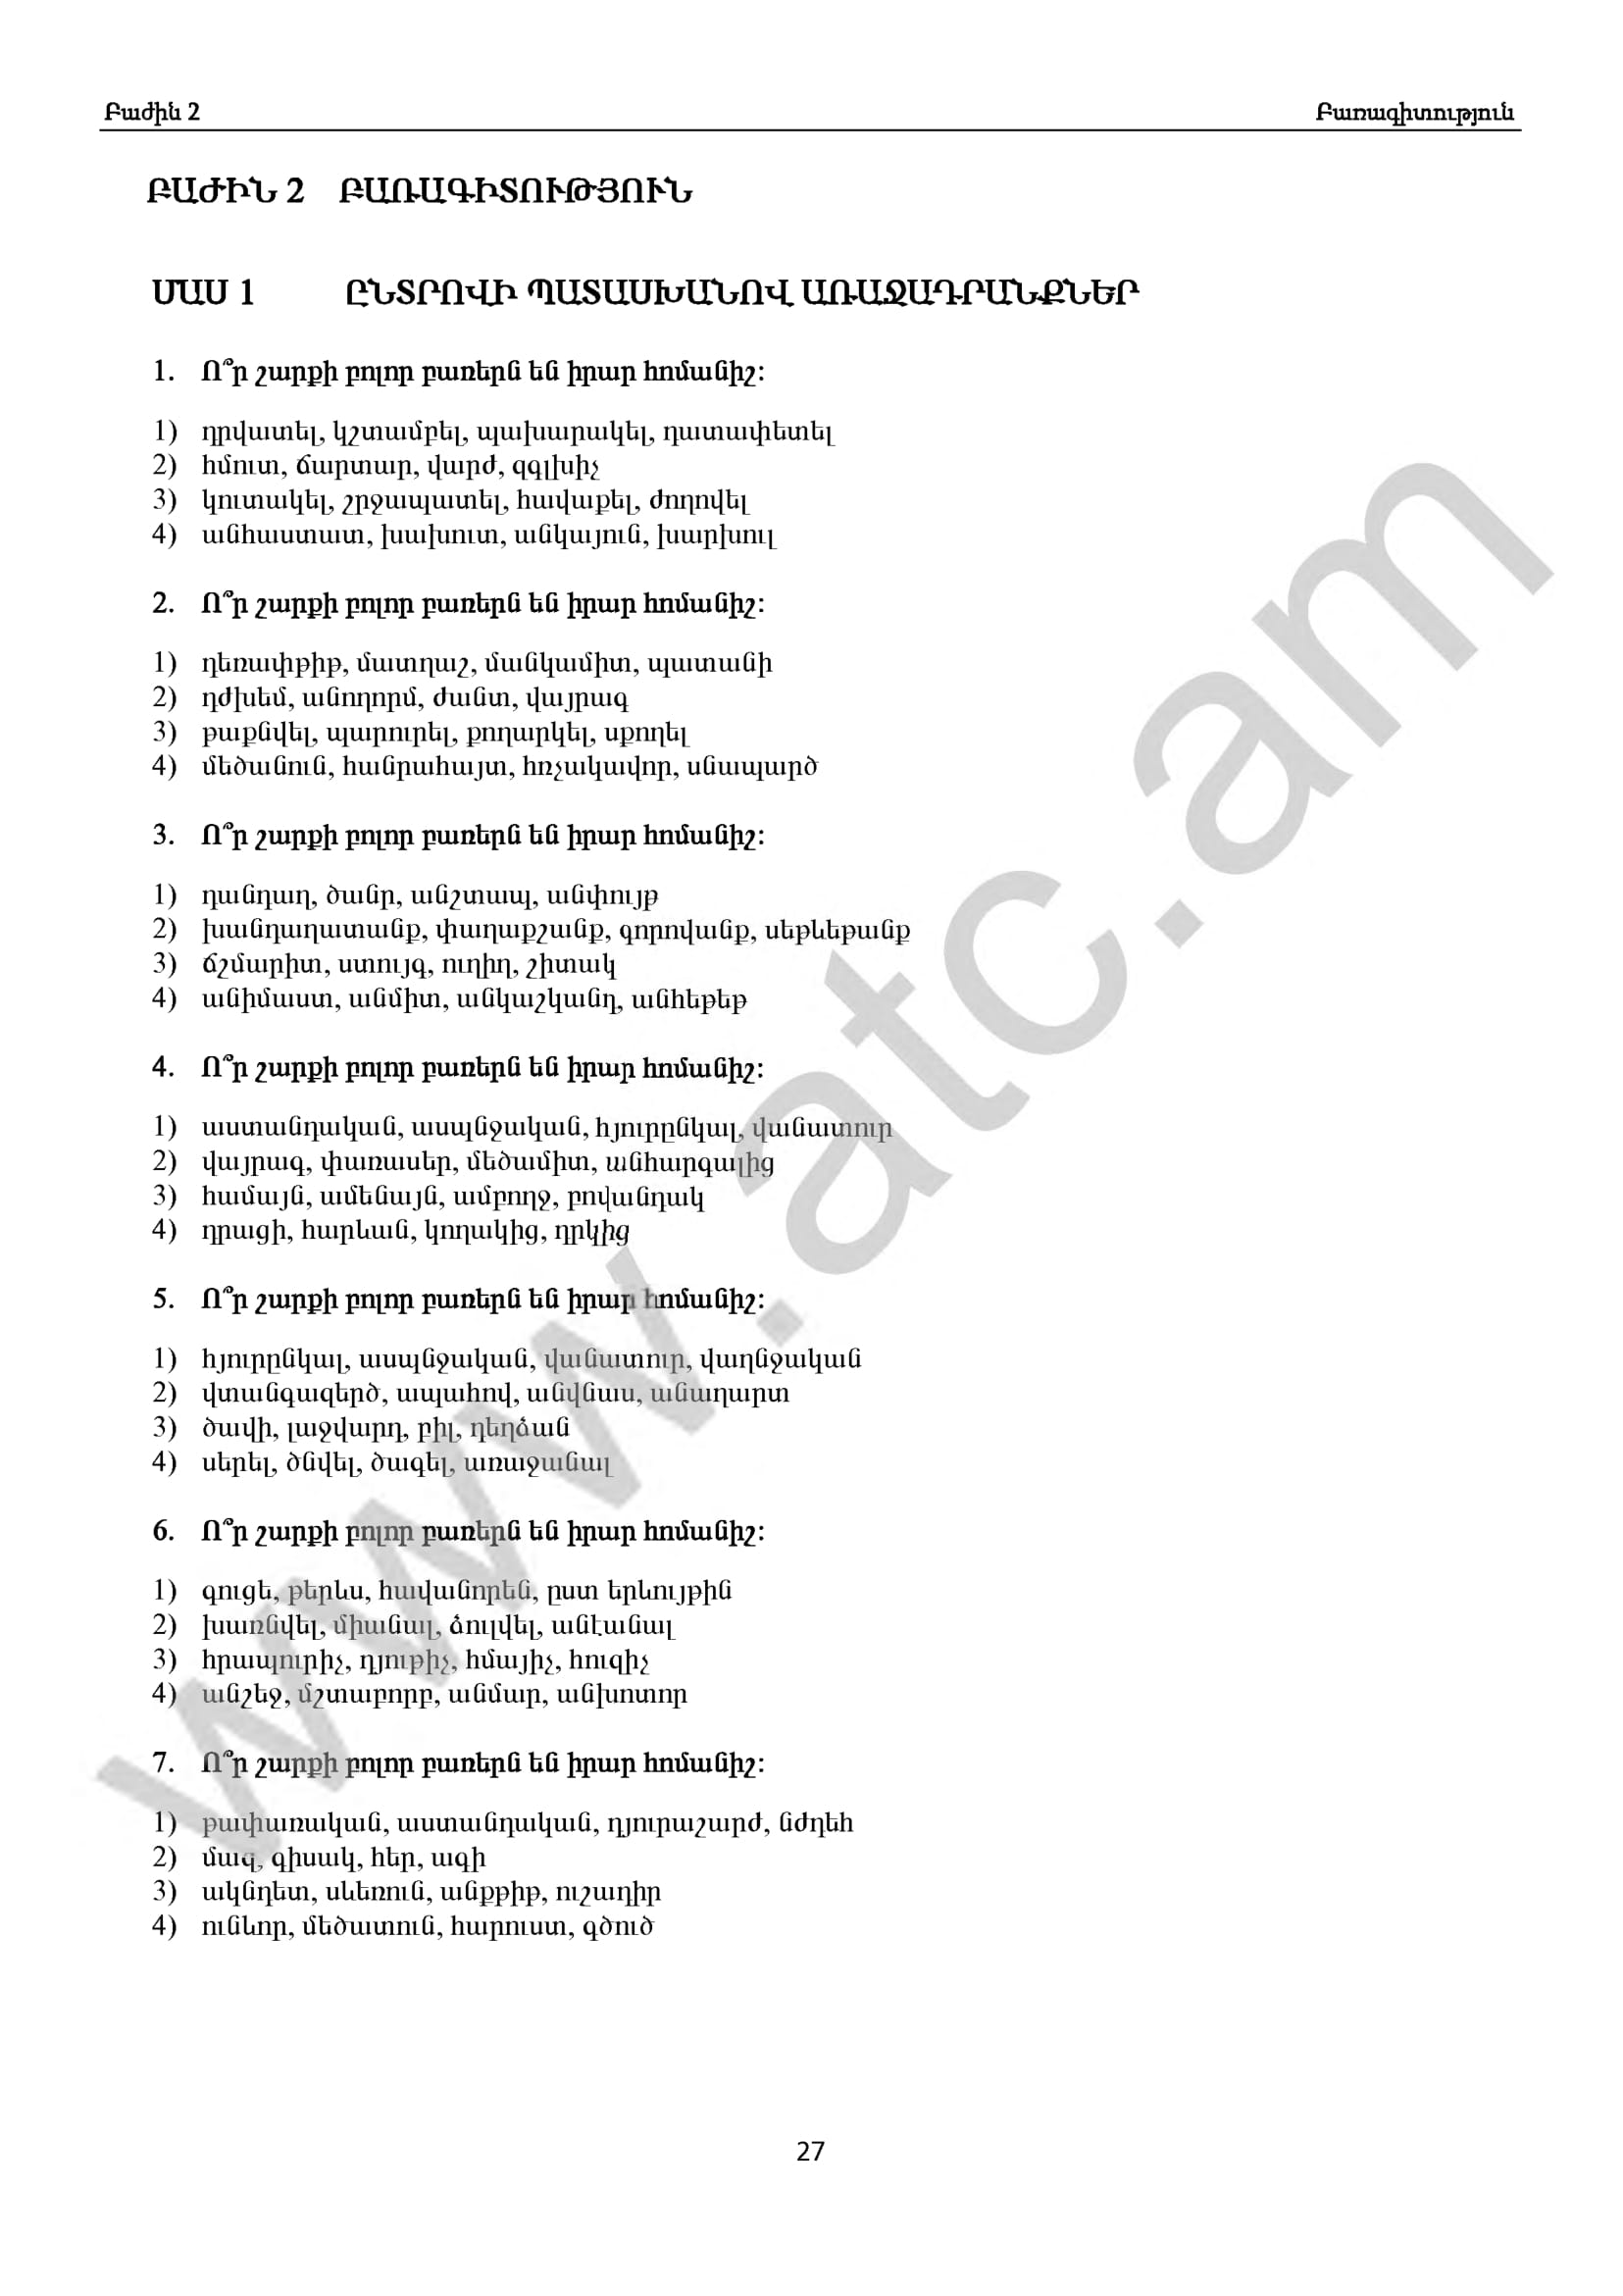 Բաժին 2 Բառագիտություն
ԲԱԺԻՆ 2 ԲԱՌԱԳԻՏՈՒԹՅՈՒՆ
ՄԱՍ 1 ԸՆՏՐՈՎԻ ՊԱՏԱՍԽԱՆՈՎ ԱՌԱՋԱԴՐԱՆՔՆԵՐ
1. Ո՞ր շարքի բոլոր բառերն են իրար հոմանիշ:
1) դրվատել, կշտամբել, պախարակել, դատափետել
2) հմուտ, ճարտար, վարժ, զգլխիչ
3) կուտակել, շրջապատել, հավաքել, ժողովել
4) անհաստատ, խախուտ, անկայուն, խարխուլ
2. Ո՞ր շարքի բոլոր բառերն են իրար հոմանիշ:
1) դեռափթիթ, մատղաշ, մանկամիտ, պատանի
2) դժխեմ, անողորմ, ժանտ, վայրագ
3) թաքնվել, պարուրել, քողարկել, սքողել
4) մեծանուն, հանրահայտ, հռչակավոր, սնապարծ
3. Ո՞ր շարքի բոլոր բառերն են իրար հոմանիշ:
1) դանդաղ, ծանր, անշտապ, անփույթ
2) խանդաղատանք, փաղաքշանք, գորովանք, սեթևեթանք
3) ճշմարիտ, ստույգ, ուղիղ, շիտակ
4) անիմաստ, անմիտ, անկաշկանդ, անհեթեթ
4. Ո՞ր շարքի բոլոր բառերն են իրար հոմանիշ:
1) աստանդական, ասպնջական, հյուրընկալ, վանատուր
2) վայրագ, փառասեր, մեծամիտ, անհարգալից
3) համայն, ամենայն, ամբողջ, բովանդակ
4) դրացի, հարևան, կողակից, դրկից
5. Ո՞ր շարքի բոլոր բառերն են իրար հոմանիշ:
1) հյուրընկալ, ասպնջական, վանատուր, վաղնջական
2) վտանգազերծ, ապահով, անվնաս, անաղարտ
3) ծավի, լաջվարդ, բիլ, դեղձան
4) սերել, ծնվել, ծագել, առաջանալ
6. Ո՞ր շարքի բոլոր բառերն են իրար հոմանիշ:
1) գուցե, թերևս, հավանորեն, ըստ երևույթին
2) խառնվել, միանալ, ձուլվել, անէանալ
3) հրապուրիչ, դյութիչ, հմայիչ, հուզիչ
4) անշեջ, մշտաբորբ, անմար, անխոտոր
7. Ո՞ր շարքի բոլոր բառերն են իրար հոմանիշ:
1) թափառական, աստանդական, դյուրաշարժ, նժդեհ
2) մազ, գիսակ, հեր, ագի
3) ակնդետ, սևեռուն, անքթիթ, ուշադիր
4) ունևոր, մեծատուն, հարուստ, գծուծ
27
www.atc.am